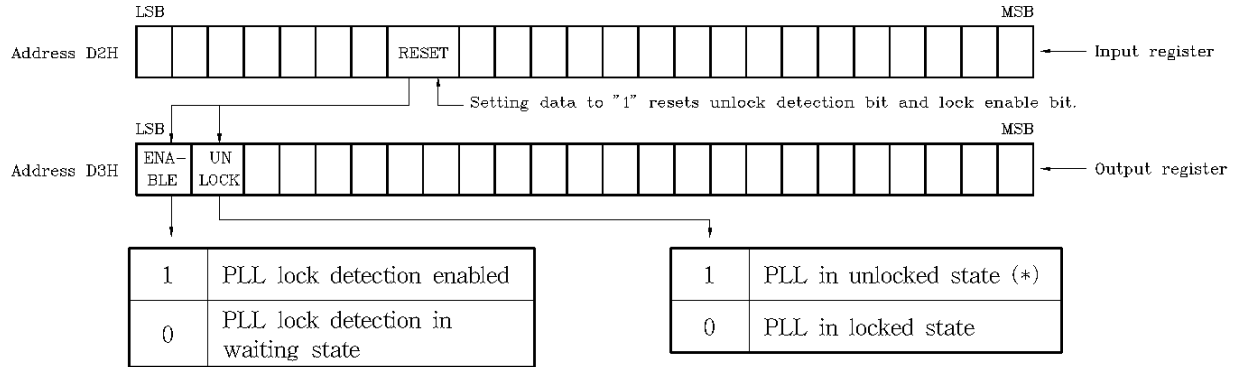 LSB MSB
Address D2H RESET Input register
Setting data to "1" resets unlock detection bit and lock enable bit.
LSB MSB
Address D3H ENA- UN Output register
BLE LOCK
1 PLL lock detection enabled
0 PLL lock detection in
waiting state
1 PLL in unlocked state (*)
0 PLL in locked state